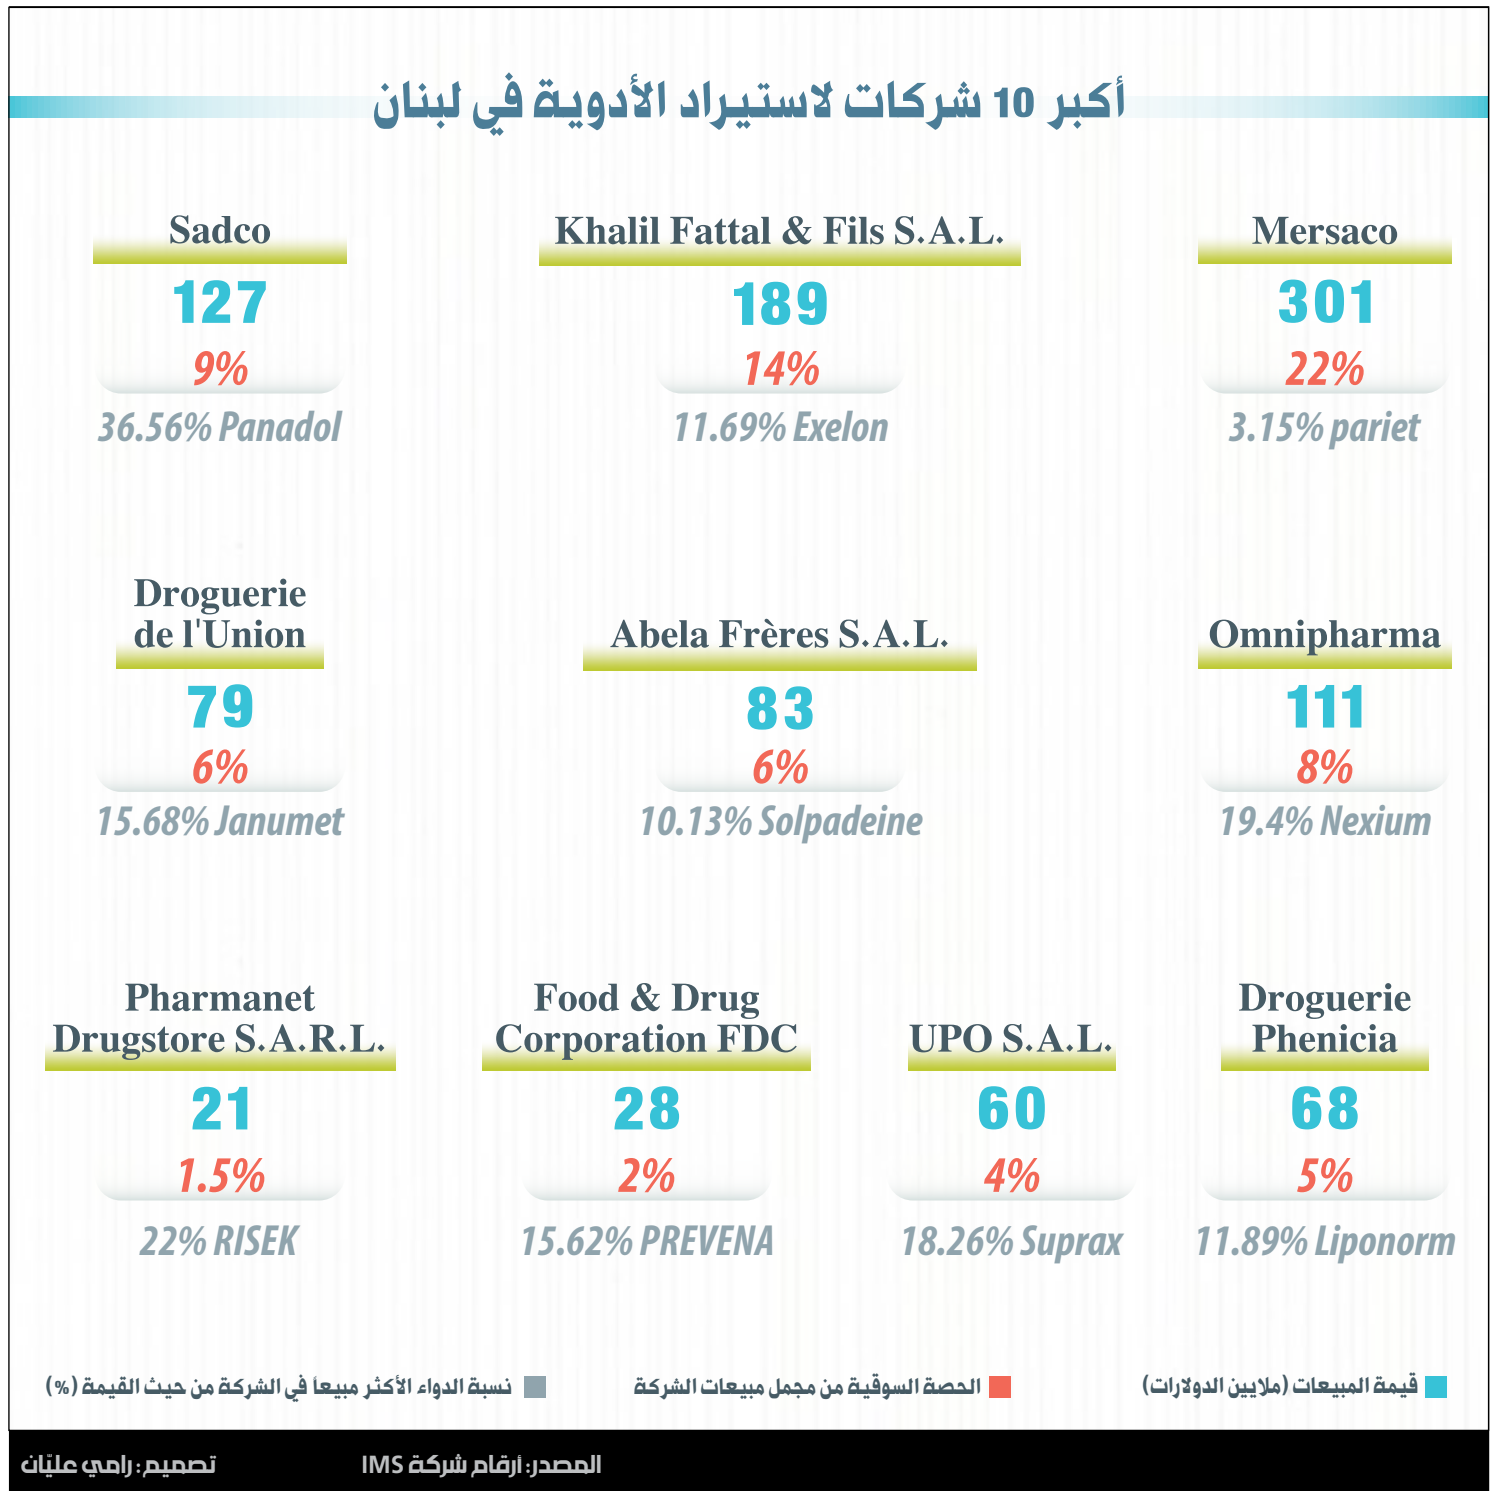 أكبر 10 شركات لاستيراد الأدوية في لبنان
Mersaco
301
22%
3.15% pariet
Khalil Fattal & Fils S.A.L.
189
14%
11.69% Exelon
Sadco
127
9%
36.56% Panadol
Omnipharma
111
8%
19.4% Nexium
Abela Frères S.A.L.
83
6%
10.13% Solpadeine
Droguerie
de l'Union
79
6%
15.68% Janumet
Droguerie
Phenicia
68
5%
11.89% Liponorm
UPO S.A.L.
60
4%
18.26% Suprax
Food & Drug
Corporation FDC
28
2%
15.62% PREVENA
Pharmanet
Drugstore S.A.R.L.
21
1.5%
22% RISEK
قيمة المبيعات (ملايين الدولارات)
الحصة السوقية من مجمل مبيعات الشركة
نسبة الدواء الأكثر مبيعاً في الشركة من حيث القيمة (%)
المصدر: أرقام شركة IMS
تصميم: رامي عليّان